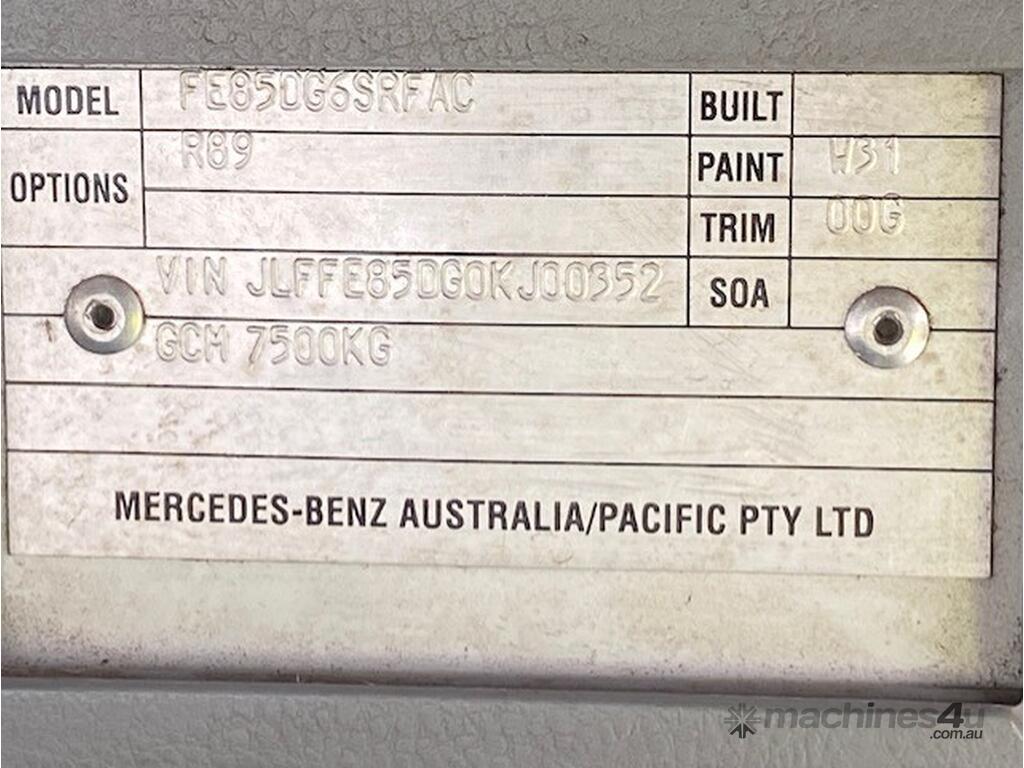 MODEL FE85DG6SRFAC BUILT
OPTIONS R89 PAINT W31
TRIM 00G
VIN JLFFE85DG0KJ00352 SOA
GCM 7500KG
MERCEDES-BENZ AUSTRALIA/PACIFIC PTY LTD
machines4u
.com.au